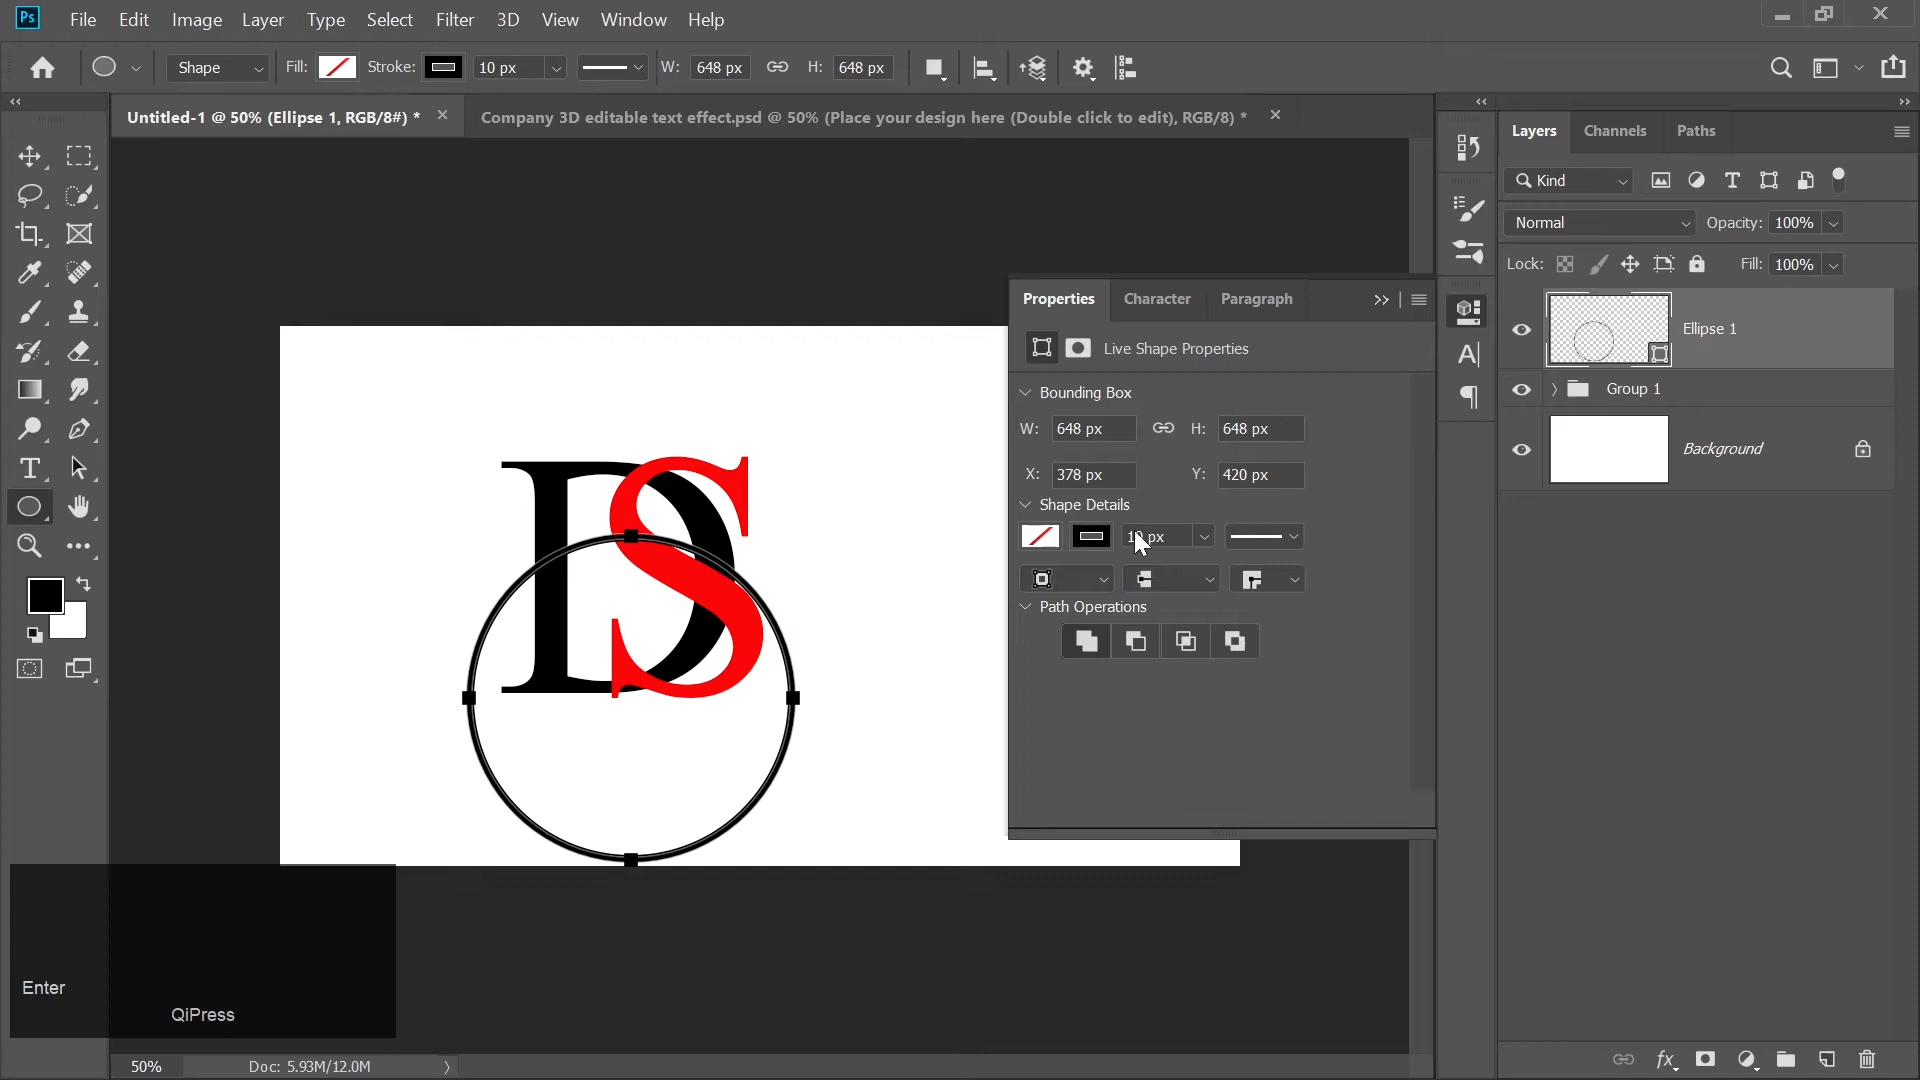 Ps File Edit Image Layer Type Select Filter 3D View Window Help
Shape Fill: Stroke: 10 px W: 648 px H: 648 px
Untitled-1 @ 50% (Ellipse 1, RGB/8#) * Company 3D editable text effect.psd @ 50% (Place your design here (Double click to edit), RGB/8) *
Layers Channels Paths
Kind
Normal Opacity: 100%
Lock: Fill: 100%
Ellipse 1
Group 1
Background
Properties Character Paragraph
Live Shape Properties
Bounding Box
W: 648 px H: 648 px
X: 378 px Y: 420 px
Shape Details
10 px
Path Operations
DS
Enter
QiPress
50% Doc: 5.93M/12.0M